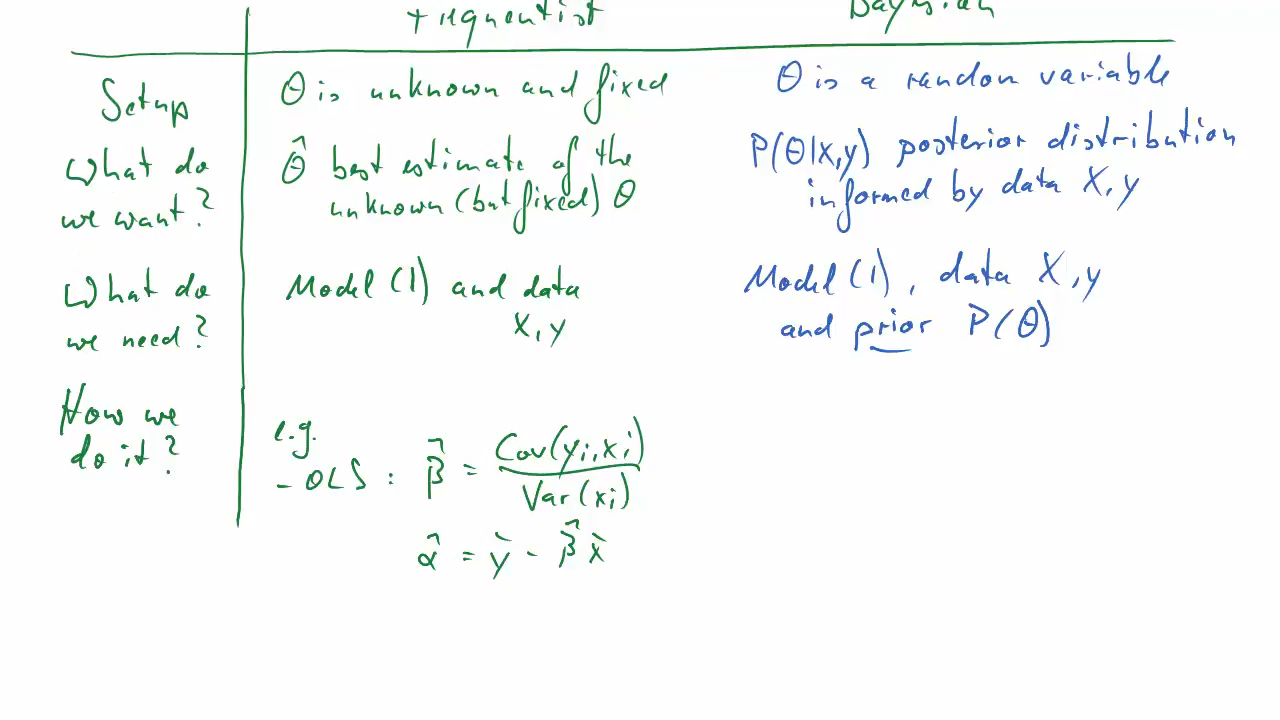 Frequentist
Bayesian
Setup
θ is unknown and fixed
θ is a random variable
What do
we want?
θ̂ best estimate of the
unknown (but fixed) θ
P(θ|X,y) posterior distribution
informed by data X, y
What do
we need?
Model (1) and data
X, y
Model (1), data X, y
and prior P(θ)
How we
do it?
e.g.
- OLS : β̂ = Cov(yi,xi) / Var(xi)
α̂ = ȳ - β̂ x̄